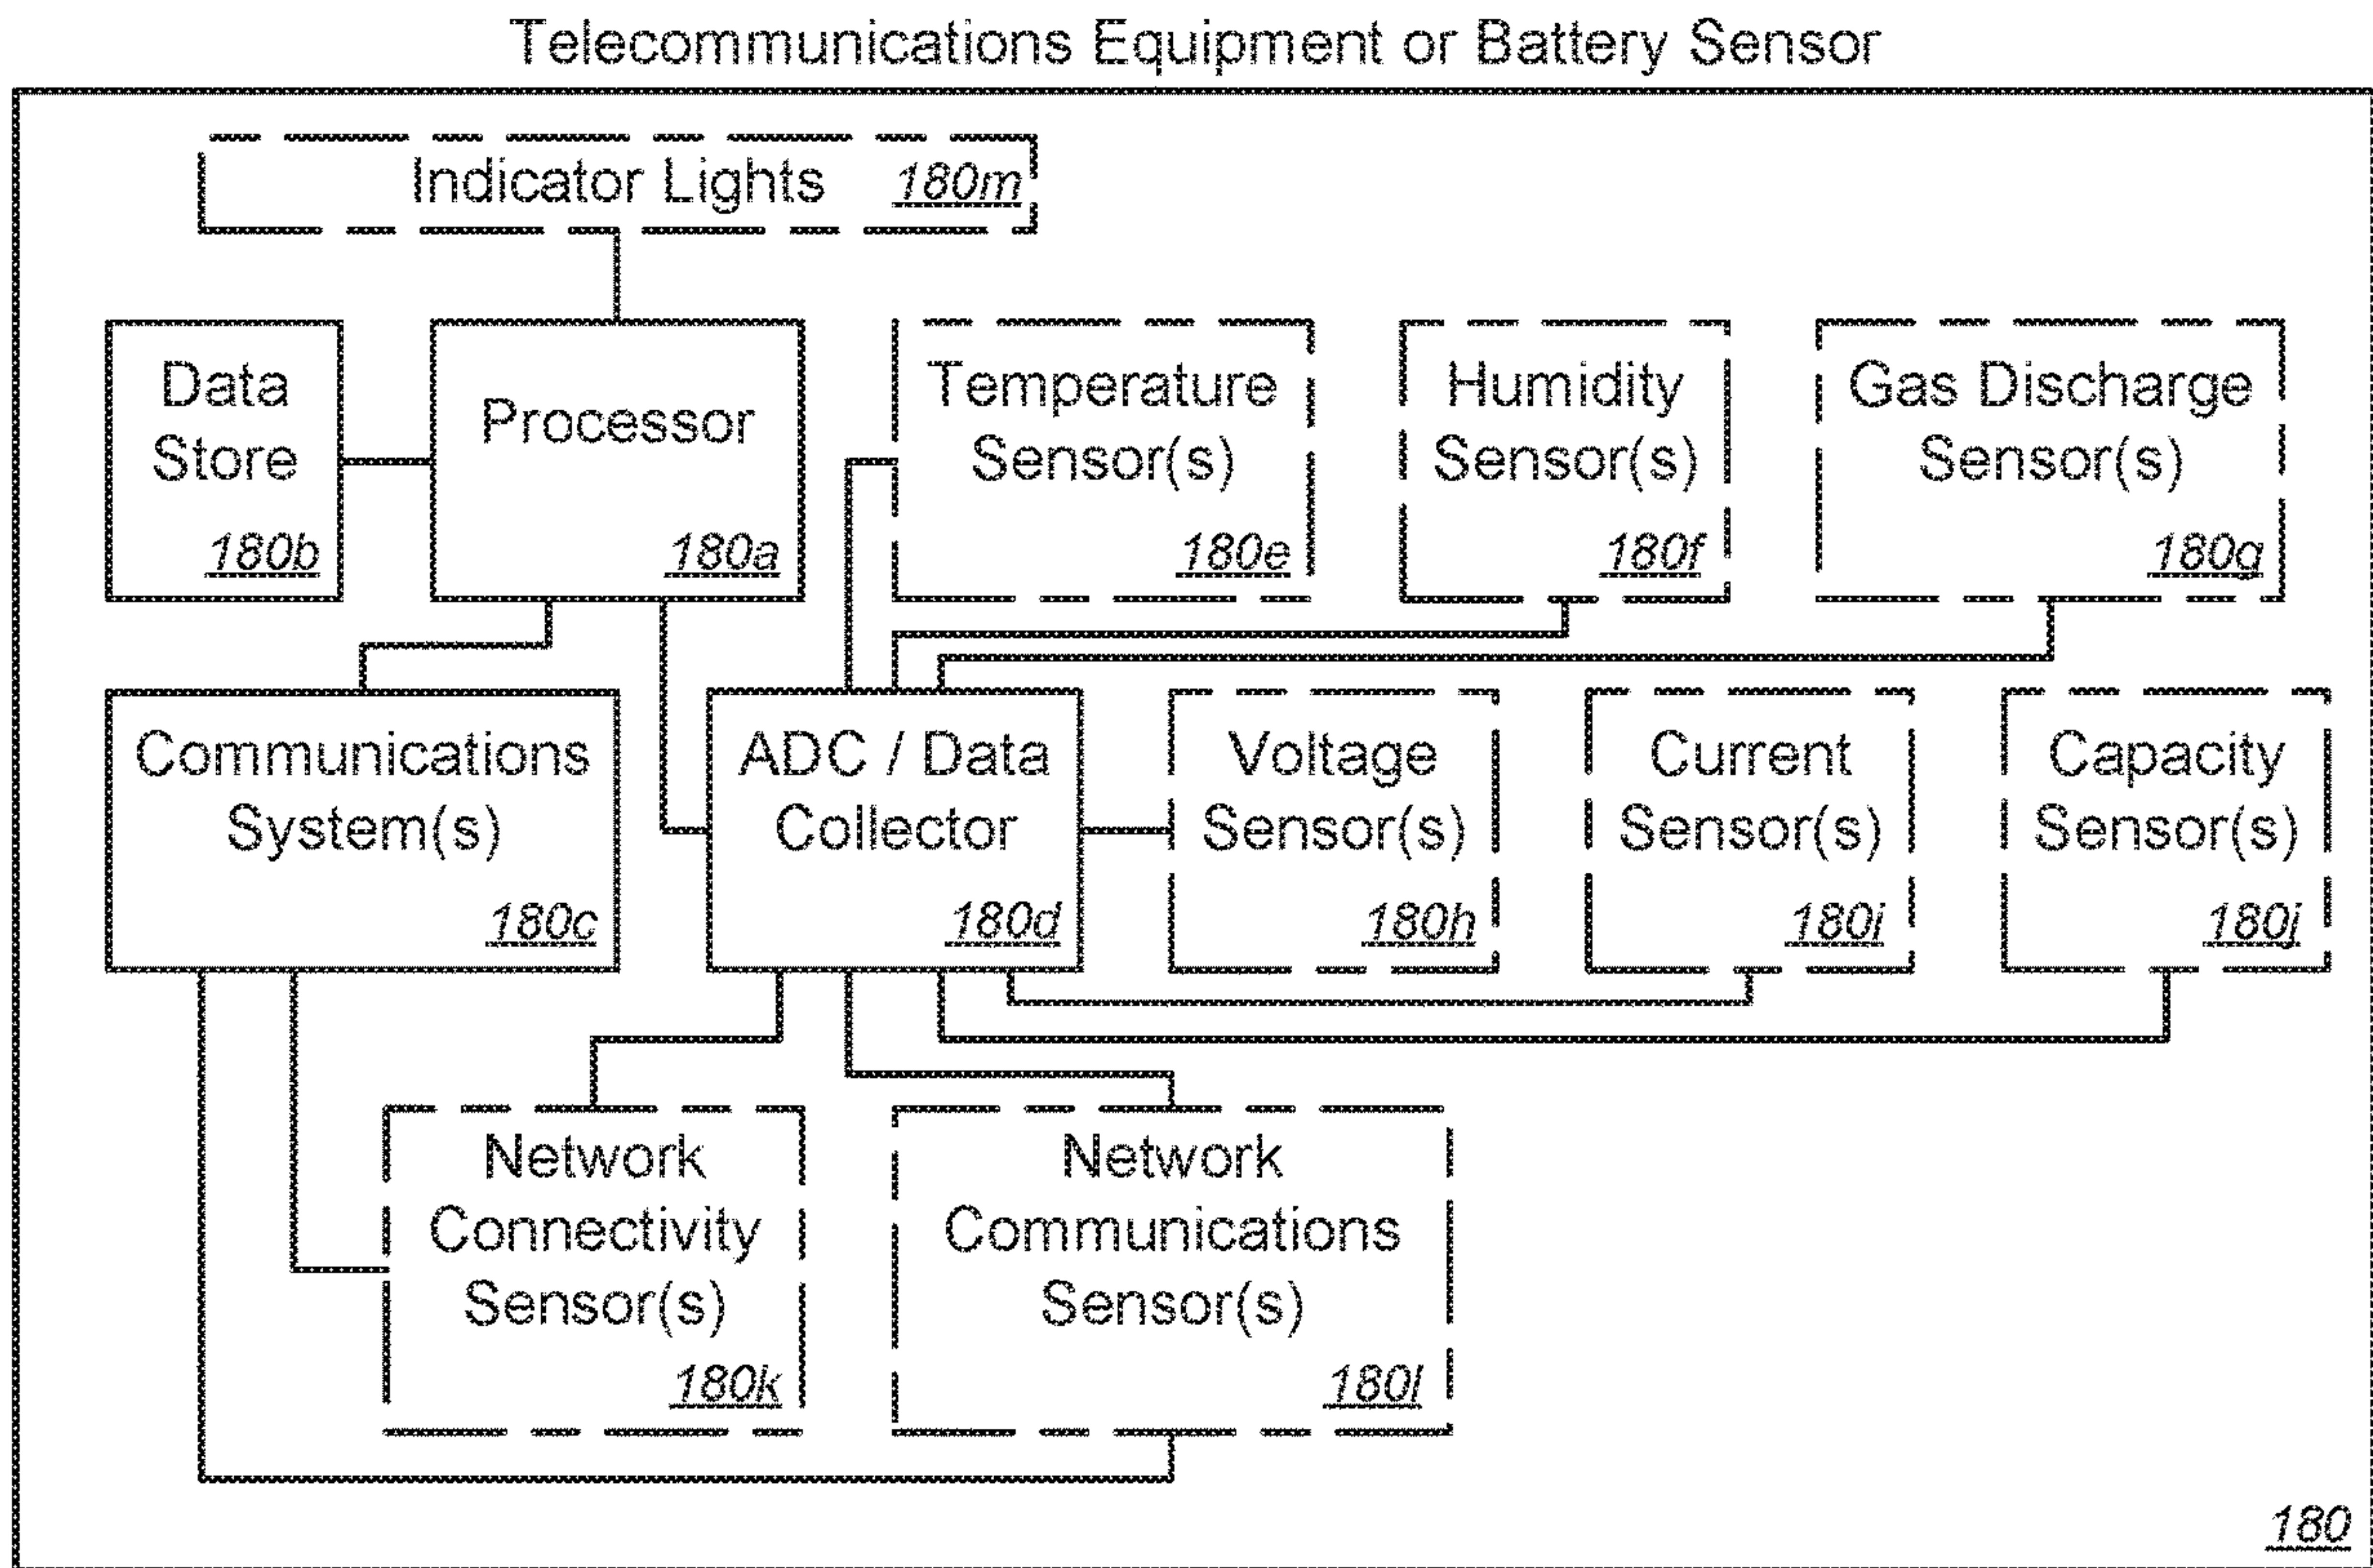 Telecommunications Equipment or Battery Sensor
Indicator Lights 180m
Data
Store
180b
Processor
180a
Temperature
Sensor(s)
180e
Humidity
Sensor(s)
180f
Gas Discharge
Sensor(s)
180g
Communications
System(s)
180c
ADC / Data
Collector
180d
Voltage
Sensor(s)
180h
Current
Sensor(s)
180i
Capacity
Sensor(s)
180j
Network
Connectivity
Sensor(s)
180k
Network
Communications
Sensor(s)
180l
180